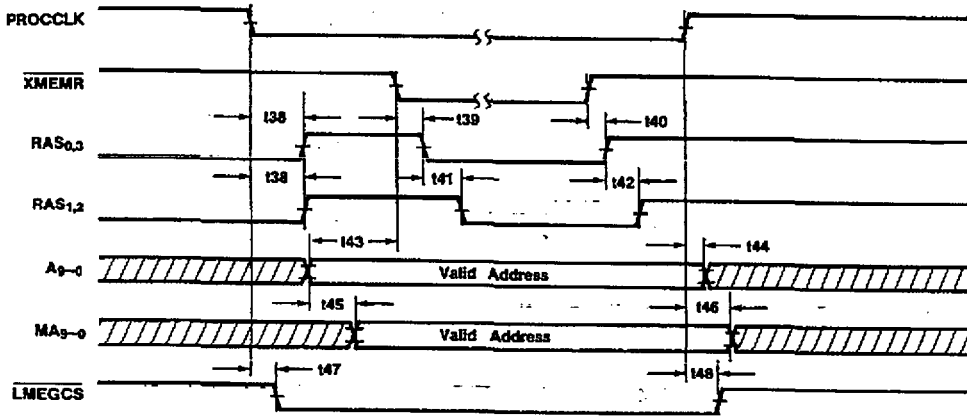 PROCCLK
XMEMR
t38 t39 t40
RAS0,3
t38 t41 t42
RAS1,2
t43 t44
A9–0 Valid Address
t45 t46
MA9–0 Valid Address
t47 t48
LMEGCS